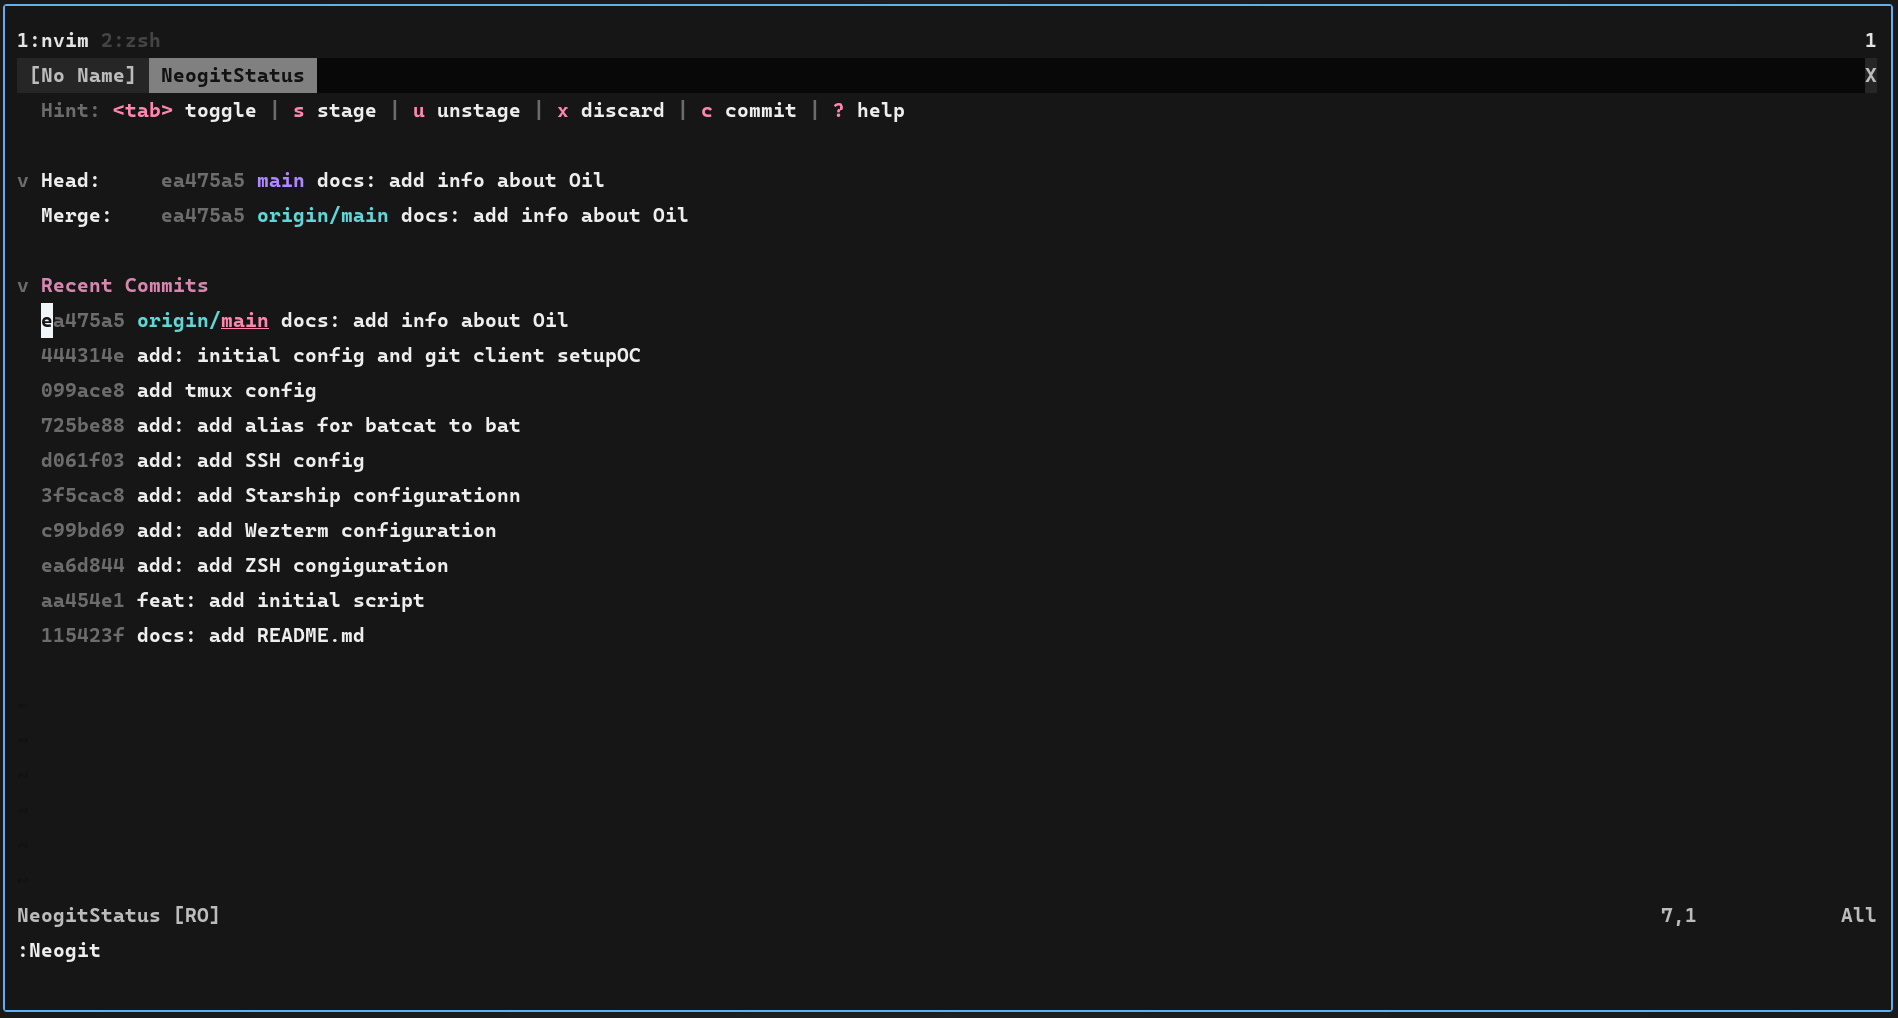 1:nvim 2:zsh 1
[No Name] NeogitStatus X
Hint: <tab> toggle | s stage | u unstage | x discard | c commit | ? help
v Head: ea475a5 main docs: add info about Oil
Merge: ea475a5 origin/main docs: add info about Oil
v Recent Commits
ea475a5 origin/main docs: add info about Oil
444314e add: initial config and git client setupOC
099ace8 add tmux config
725be88 add: add alias for batcat to bat
d061f03 add: add SSH config
3f5cac8 add: add Starship configurationn
c99bd69 add: add Wezterm configuration
ea6d844 add: add ZSH congiguration
aa454e1 feat: add initial script
115423f docs: add README.md
~
~
~
~
~
~
NeogitStatus [RO] 7,1 All
:Neogit